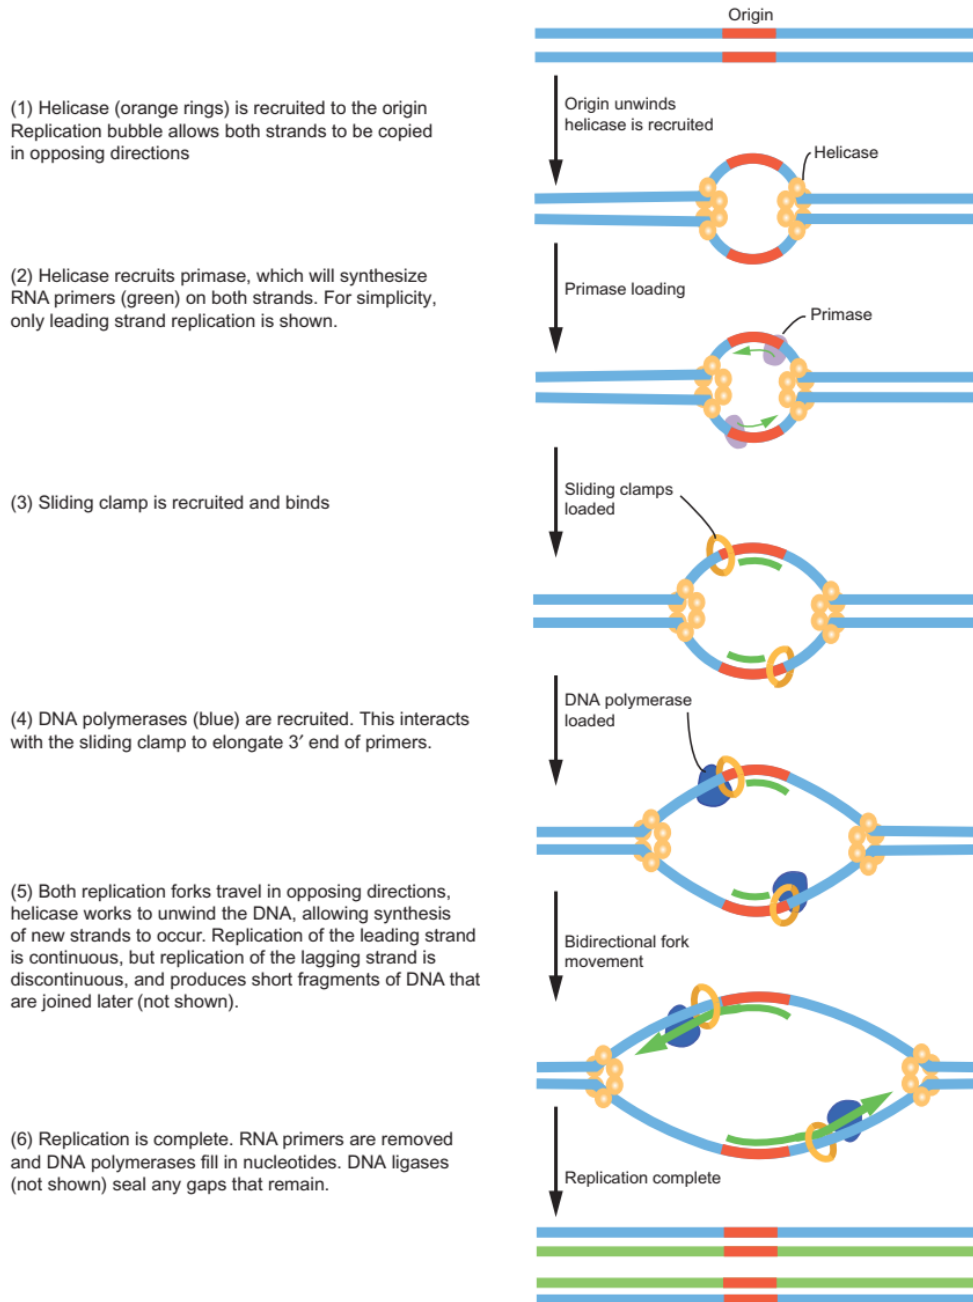 Origin
(1) Helicase (orange rings) is recruited to the origin
Replication bubble allows both strands to be copied
in opposing directions
Origin unwinds
helicase is recruited
Helicase
(2) Helicase recruits primase, which will synthesize
RNA primers (green) on both strands. For simplicity,
only leading strand replication is shown.
Primase loading
Primase
(3) Sliding clamp is recruited and binds
Sliding clamps
loaded
(4) DNA polymerases (blue) are recruited. This interacts
with the sliding clamp to elongate 3′ end of primers.
DNA polymerase
loaded
(5) Both replication forks travel in opposing directions,
helicase works to unwind the DNA, allowing synthesis
of new strands to occur. Replication of the leading strand
is continuous, but replication of the lagging strand is
discontinuous, and produces short fragments of DNA that
are joined later (not shown).
Bidirectional fork
movement
(6) Replication is complete. RNA primers are removed
and DNA polymerases fill in nucleotides. DNA ligases
(not shown) seal any gaps that remain.
Replication complete